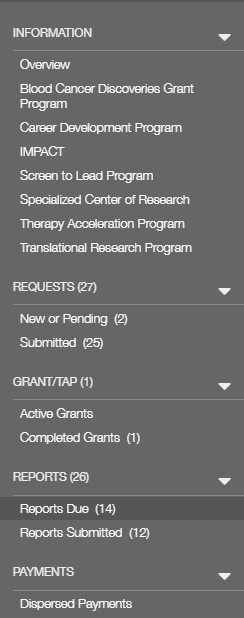 INFORMATION
Overview
Blood Cancer Discoveries Grant
Program
Career Development Program
IMPACT
Screen to Lead Program
Specialized Center of Research
Therapy Acceleration Program
Translational Research Program
REQUESTS (27)
New or Pending (2)
Submitted (25)
GRANT/TAP (1)
Active Grants
Completed Grants (1)
REPORTS (26)
Reports Due (14)
Reports Submitted (12)
PAYMENTS
Dispersed Payments